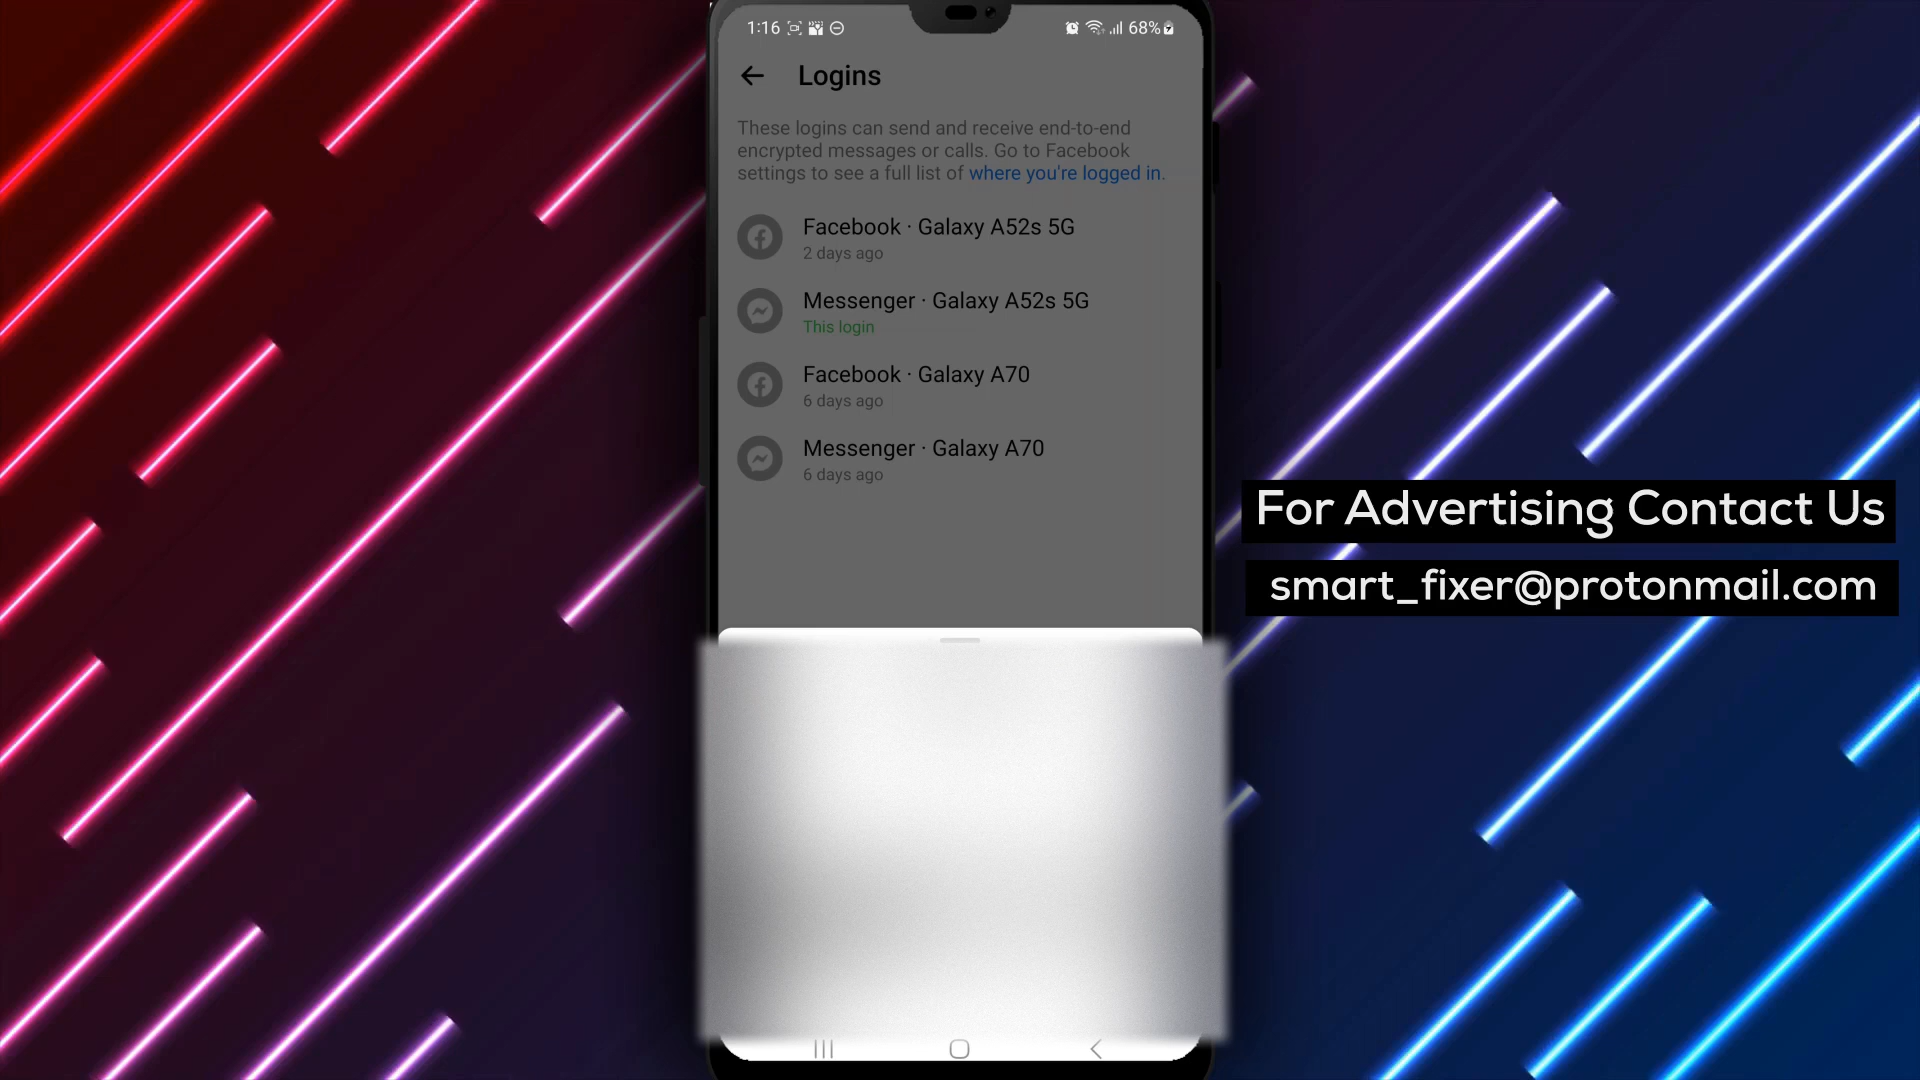 1:16
68%
Logins
These logins can send and receive end-to-end
encrypted messages or calls. Go to Facebook
settings to see a full list of where you're logged in.
Facebook · Galaxy A52s 5G
2 days ago
Messenger · Galaxy A52s 5G
This login
Facebook · Galaxy A70
6 days ago
Messenger · Galaxy A70
6 days ago
For Advertising Contact Us
smart_fixer@protonmail.com